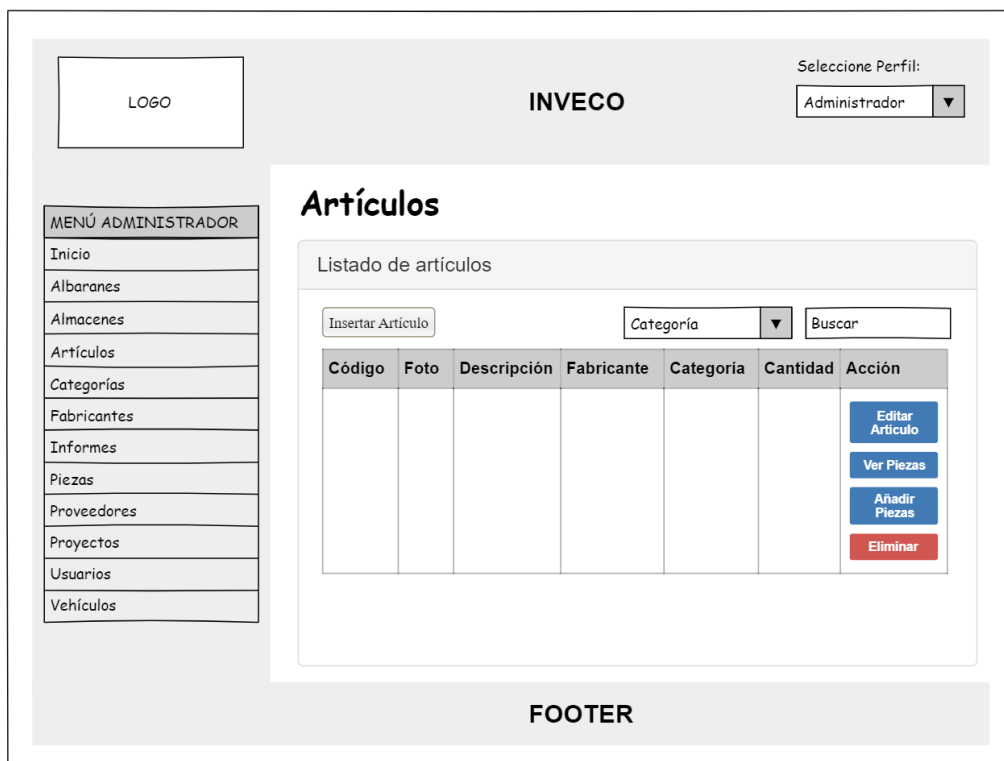 LOGO
INVECO
Seleccione Perfil:
Administrador
MENÚ ADMINISTRADOR
Inicio
Albaranes
Almacenes
Artículos
Categorías
Fabricantes
Informes
Piezas
Proveedores
Proyectos
Usuarios
Vehículos
Artículos
Listado de artículos
Insertar Artículo
Categoría
Buscar
Código Foto Descripción Fabricante Categoría Cantidad Acción
Editar
Articulo
Ver Piezas
Añadir
Piezas
Eliminar
FOOTER